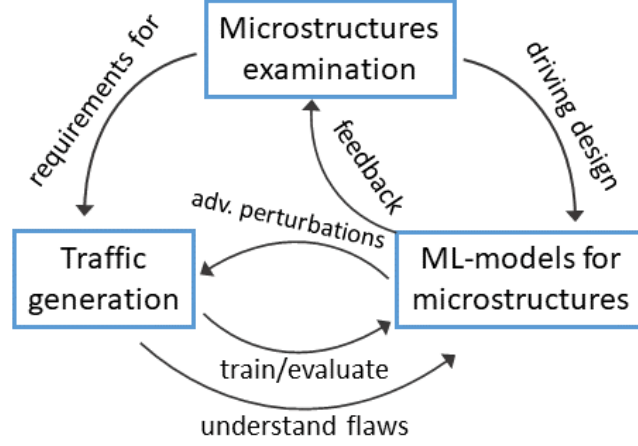 Microstructures
examination
requirements for
driving design
feedback
adv. perturbations
Traffic
generation
ML-models for
microstructures
train/evaluate
understand flaws